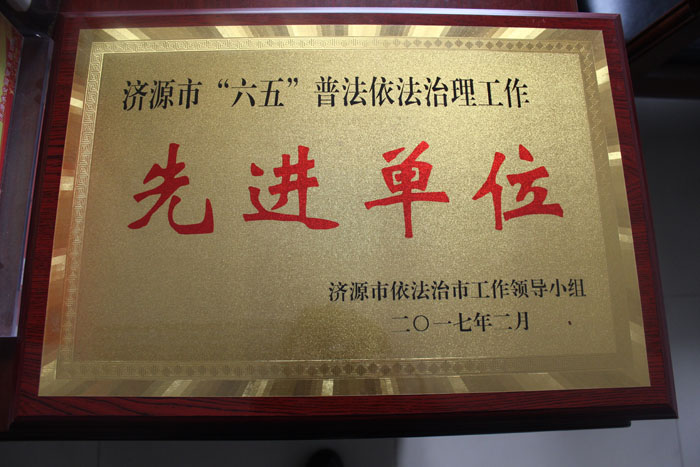 济源市“六五”普法依法治理工作
先进单位
济源市依法治市工作领导小组
二〇一七年二月